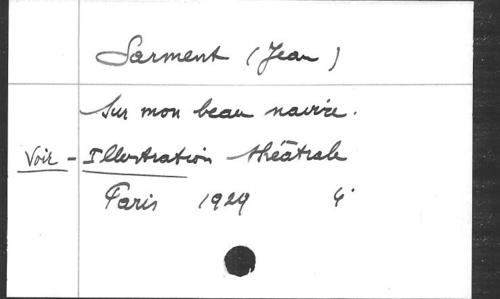 Sarment (Jean)
Sur mon beau navire.
Voir - Illustration théâtrale
Paris 1929 4°